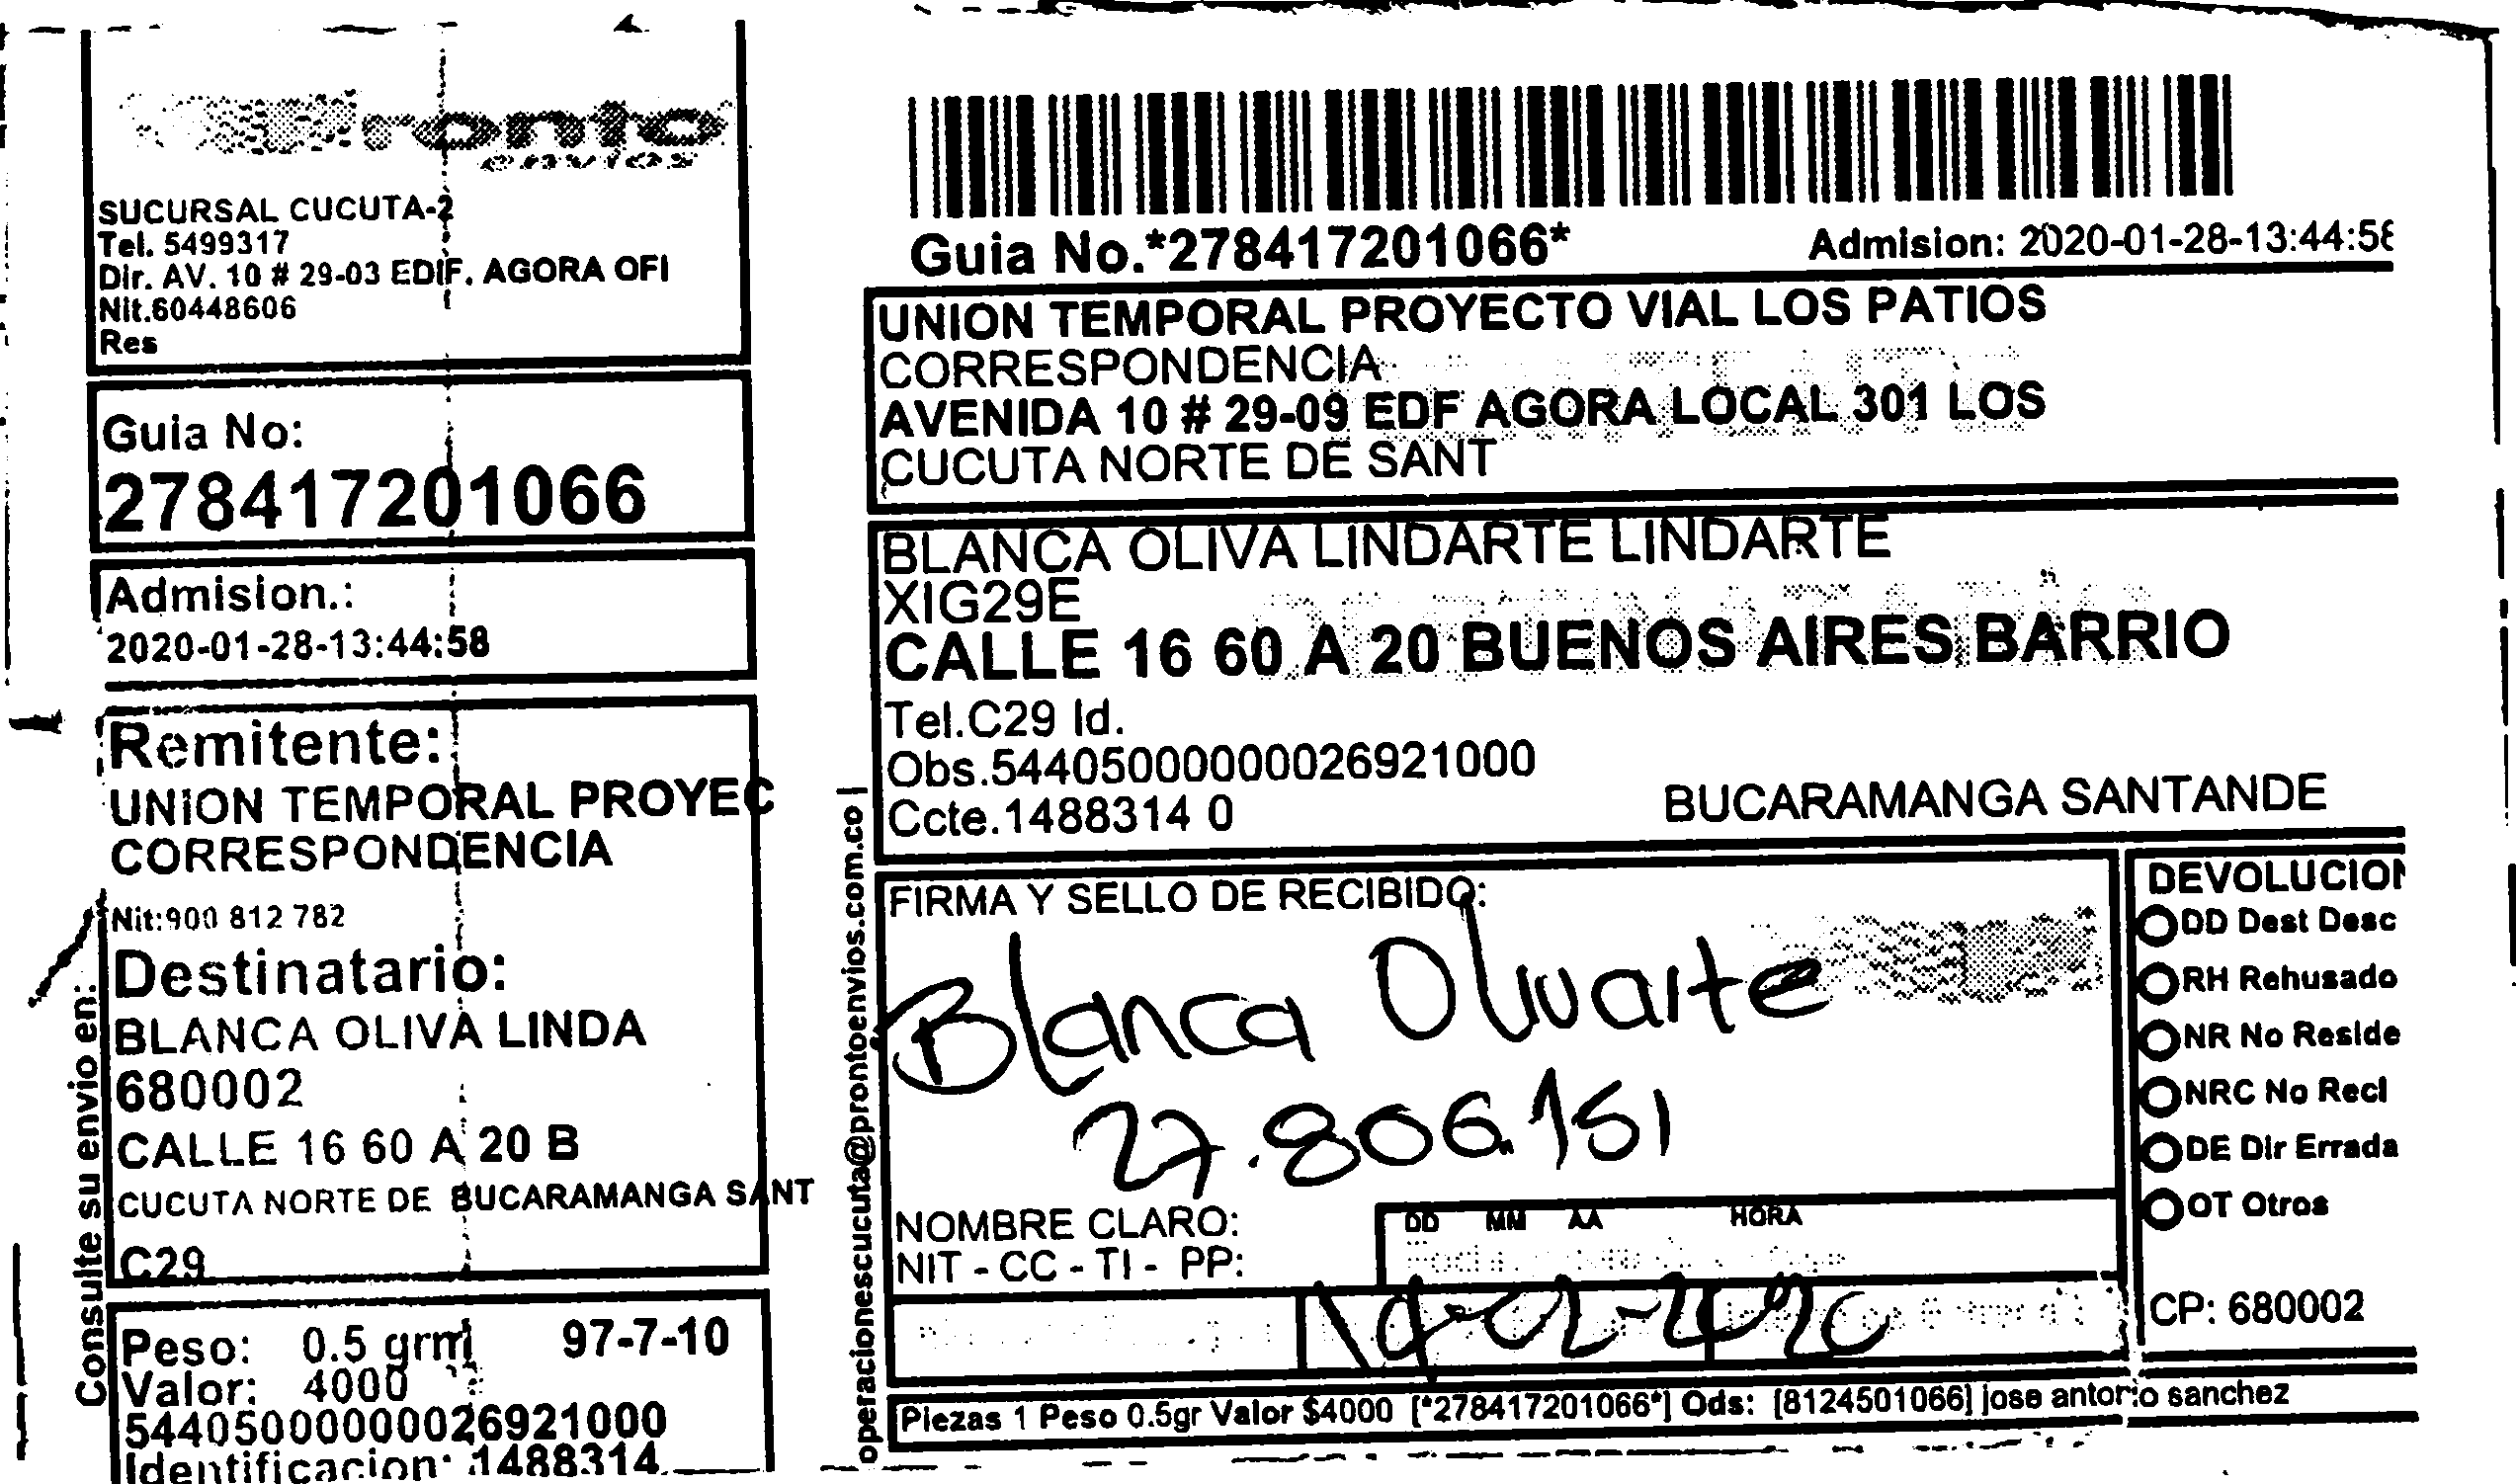 Pronto
envios
SUCURSAL CUCUTA-2
Tel. 5499317
Dir. AV. 10 # 29-03 EDIF. AGORA OFI
Nit.60448606
Res
Guia No:
278417201066
Admision.:
2020-01-28-13:44:58
Remitente:
UNION TEMPORAL PROYEC
CORRESPONDENCIA
Nit:900 812 782
Destinatario:
BLANCA OLIVA LINDA
680002
CALLE 16 60 A 20 B
CUCUTA NORTE DE BUCARAMANGA SANT
C29
Consulte su envio en:
Peso: 0.5 grm 97-7-10
Valor: 4000
544050000000026921000
Identificacion: 1488314
operacionescucuta@prontoenvios.com.co |
Guia No.*278417201066*
Admision: 2020-01-28-13:44:58
UNION TEMPORAL PROYECTO VIAL LOS PATIOS
CORRESPONDENCIA
AVENIDA 10 # 29-09 EDF AGORA LOCAL 301 LOS
CUCUTA NORTE DE SANT
BLANCA OLIVA LINDARTE LINDARTE
XIG29E
CALLE 16 60 A 20 BUENOS AIRES BARRIO
Tel.C29 Id.
Obs.544050000000026921000
Ccte.1488314 0
BUCARAMANGA SANTANDE
FIRMA Y SELLO DE RECIBIDO:
Blanca Oluarte
27.806.151
NOMBRE CLARO:
NIT - CC - TI - PP:
DD MM AA HORA
DEVOLUCION
DD Dest Desc
RH Rehusado
NR No Reside
NRC No Recl
DE Dir Errada
OT Otros
CP: 680002
Piezas 1 Peso 0.5gr Valor $4000 [*278417201066*] Ods: [8124501066] jose antonio sanchez